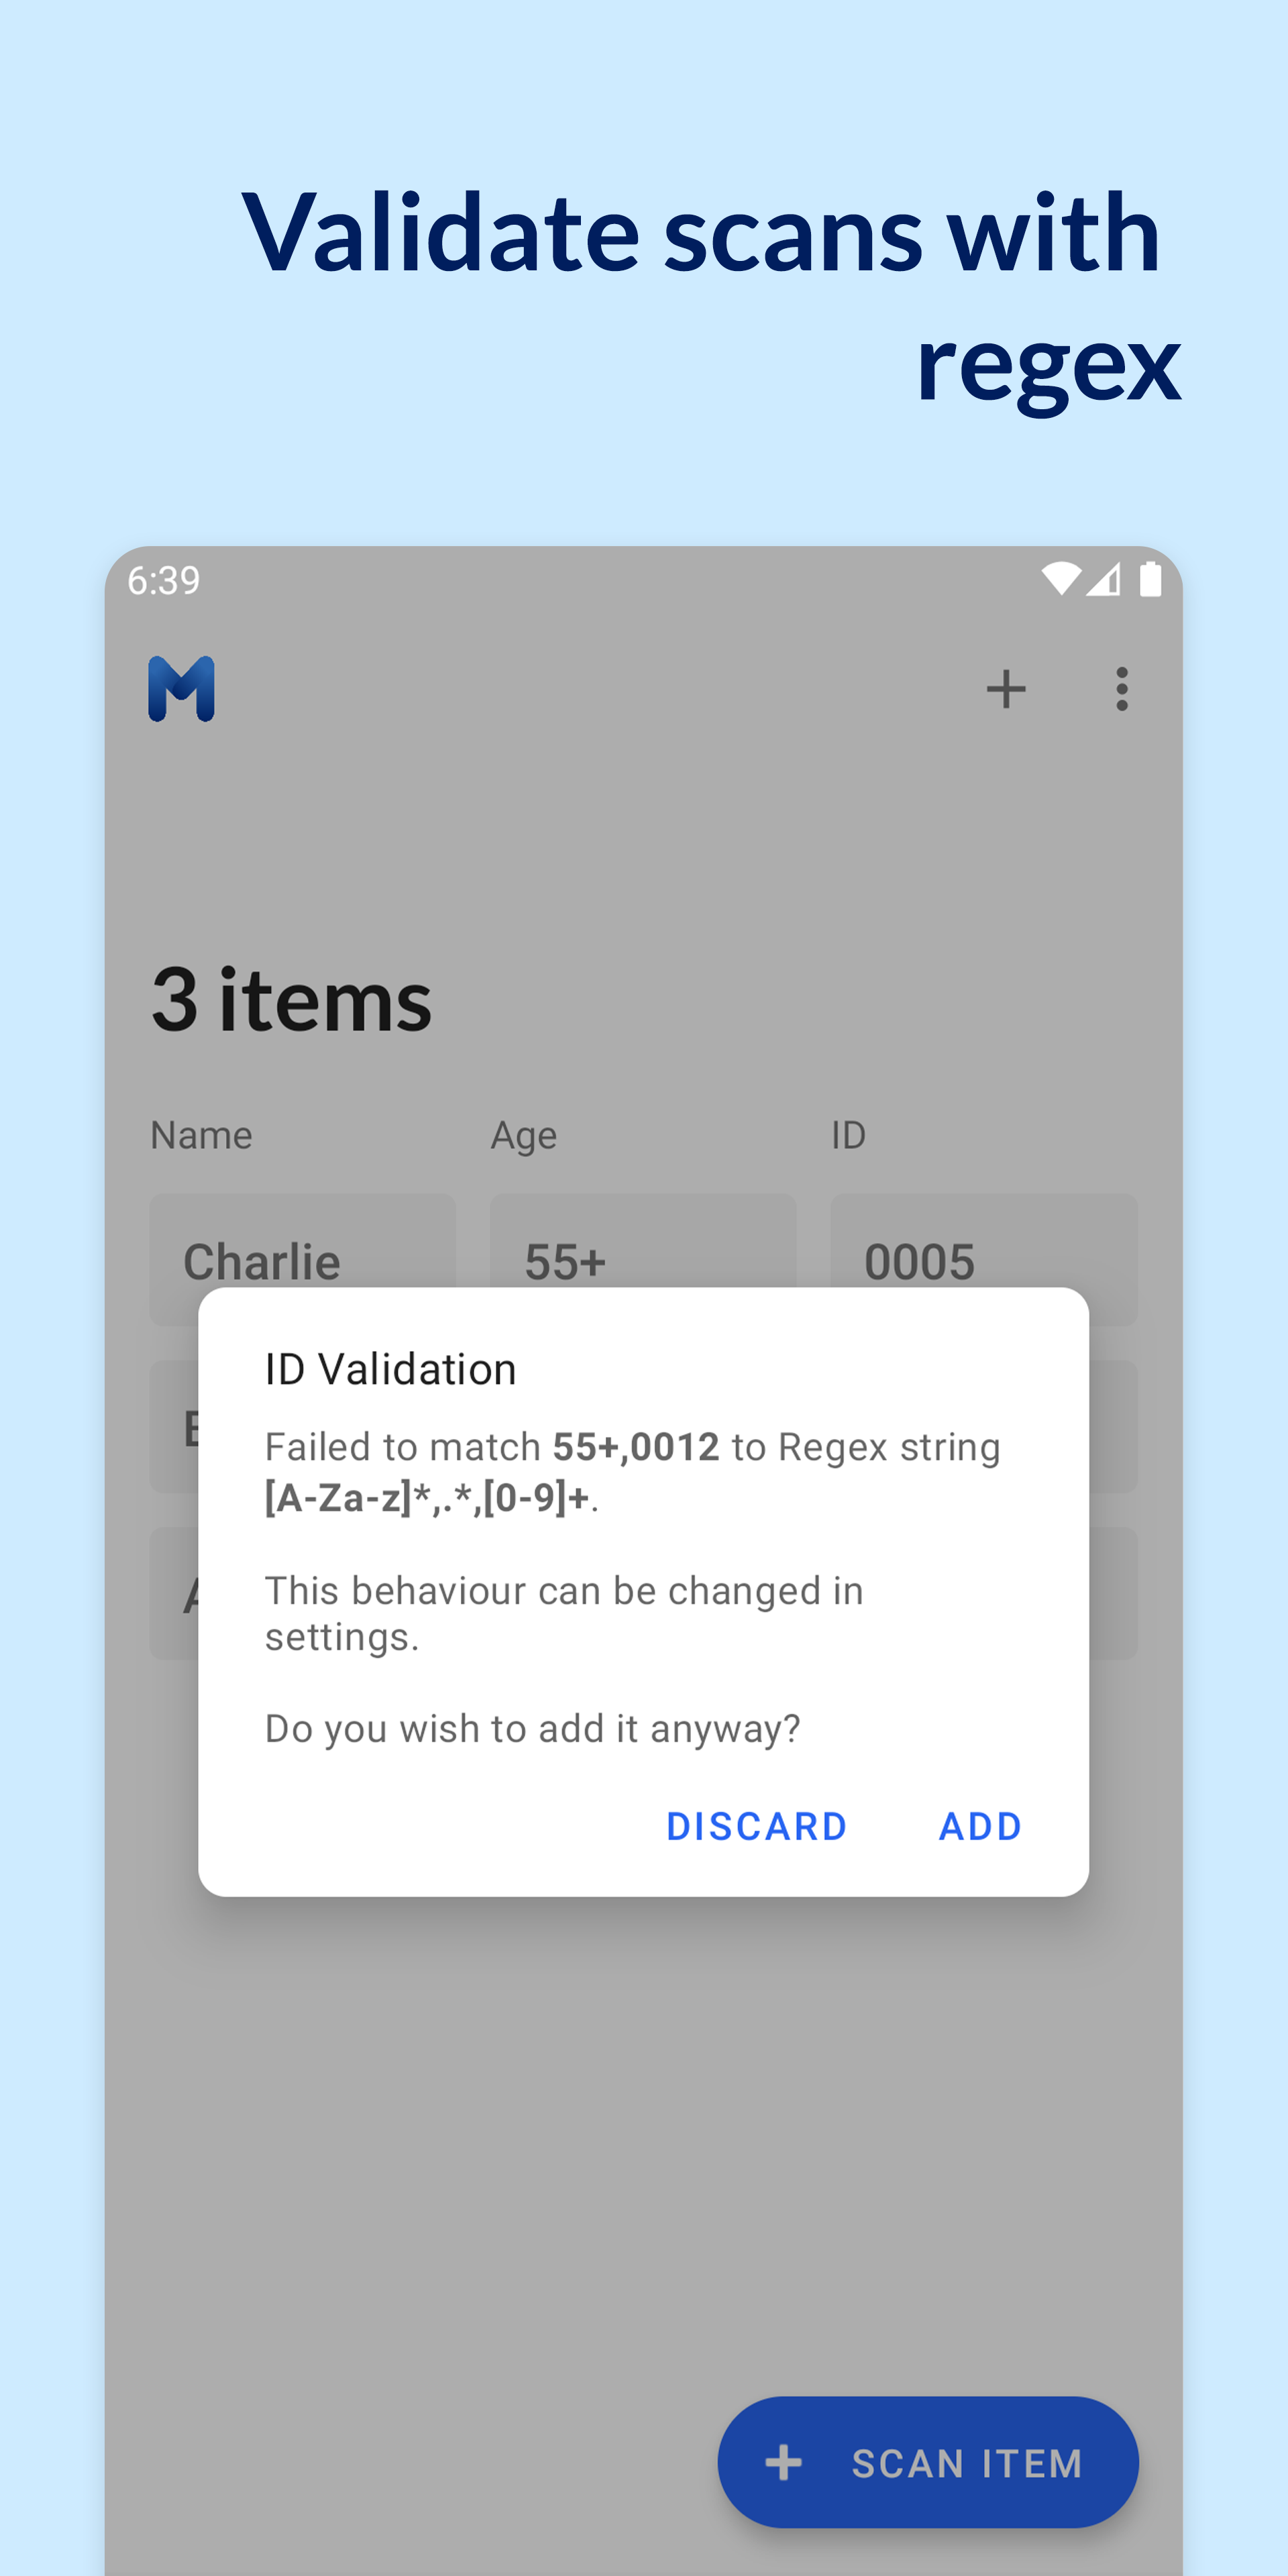 Validate scans with
regex
6:39
3 items
Name Age ID
Charlie 55+ 0005
ID Validation
Failed to match 55+,0012 to Regex string
[A-Za-z]*,.*,[0-9]+.
This behaviour can be changed in
settings.
Do you wish to add it anyway?
DISCARD ADD
SCAN ITEM